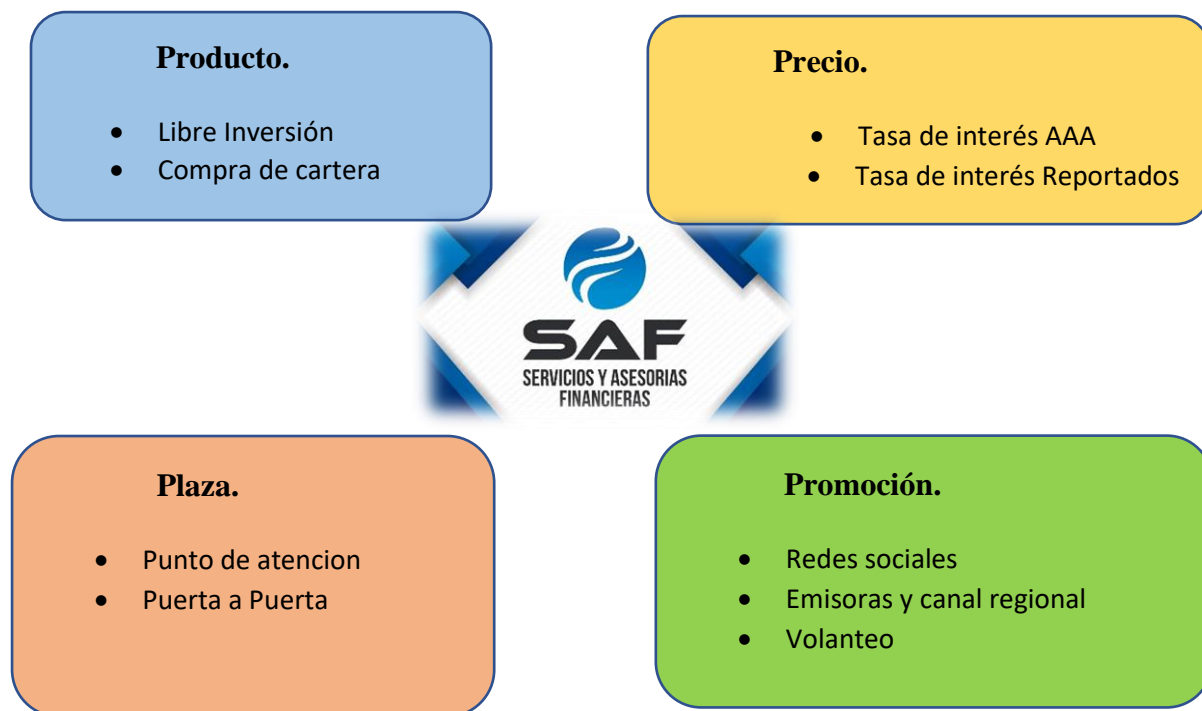 Producto.
• Libre Inversión
• Compra de cartera
Precio.
• Tasa de interés AAA
• Tasa de interés Reportados
SAF
SERVICIOS Y ASESORIAS
FINANCIERAS
Plaza.
• Punto de atencion
• Puerta a Puerta
Promoción.
• Redes sociales
• Emisoras y canal regional
• Volanteo